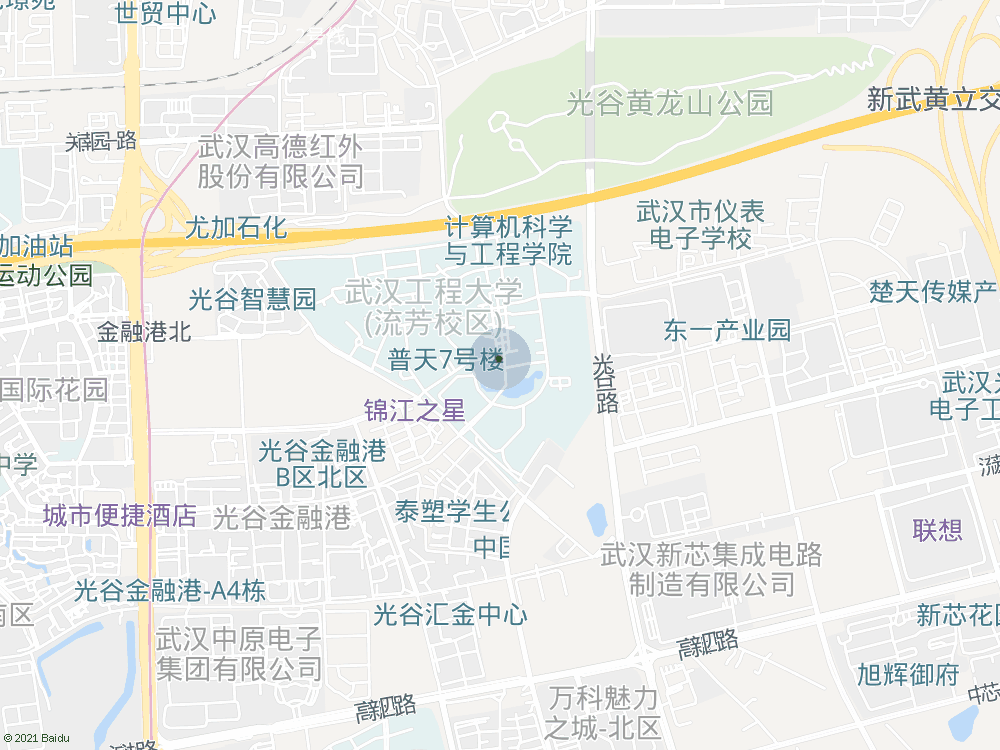 世贸中心
光谷黄龙山公园
新武黄立交
关南园一路
武汉高德红外
股份有限公司
尤加石化
计算机科学
与工程学院
武汉市仪表
电子学校
加油站
运动公园
光谷智慧园
武汉工程大学
(流芳校区)
楚天传媒产
金融港北
普天7号楼
东一产业园
国际花园
锦江之星
光谷三路
武汉光
电子工
中学
光谷金融港
B区北区
城市便捷酒店
光谷金融港
泰塑学生公
中国
联想
武汉新芯集成电路
制造有限公司
光谷金融港-A4栋
南区
光谷汇金中心
新芯花园
武汉中原电子
集团有限公司
高新四路
旭辉御府
中芯
万科魅力
之城-北区
高新四路
© 2021 Baidu